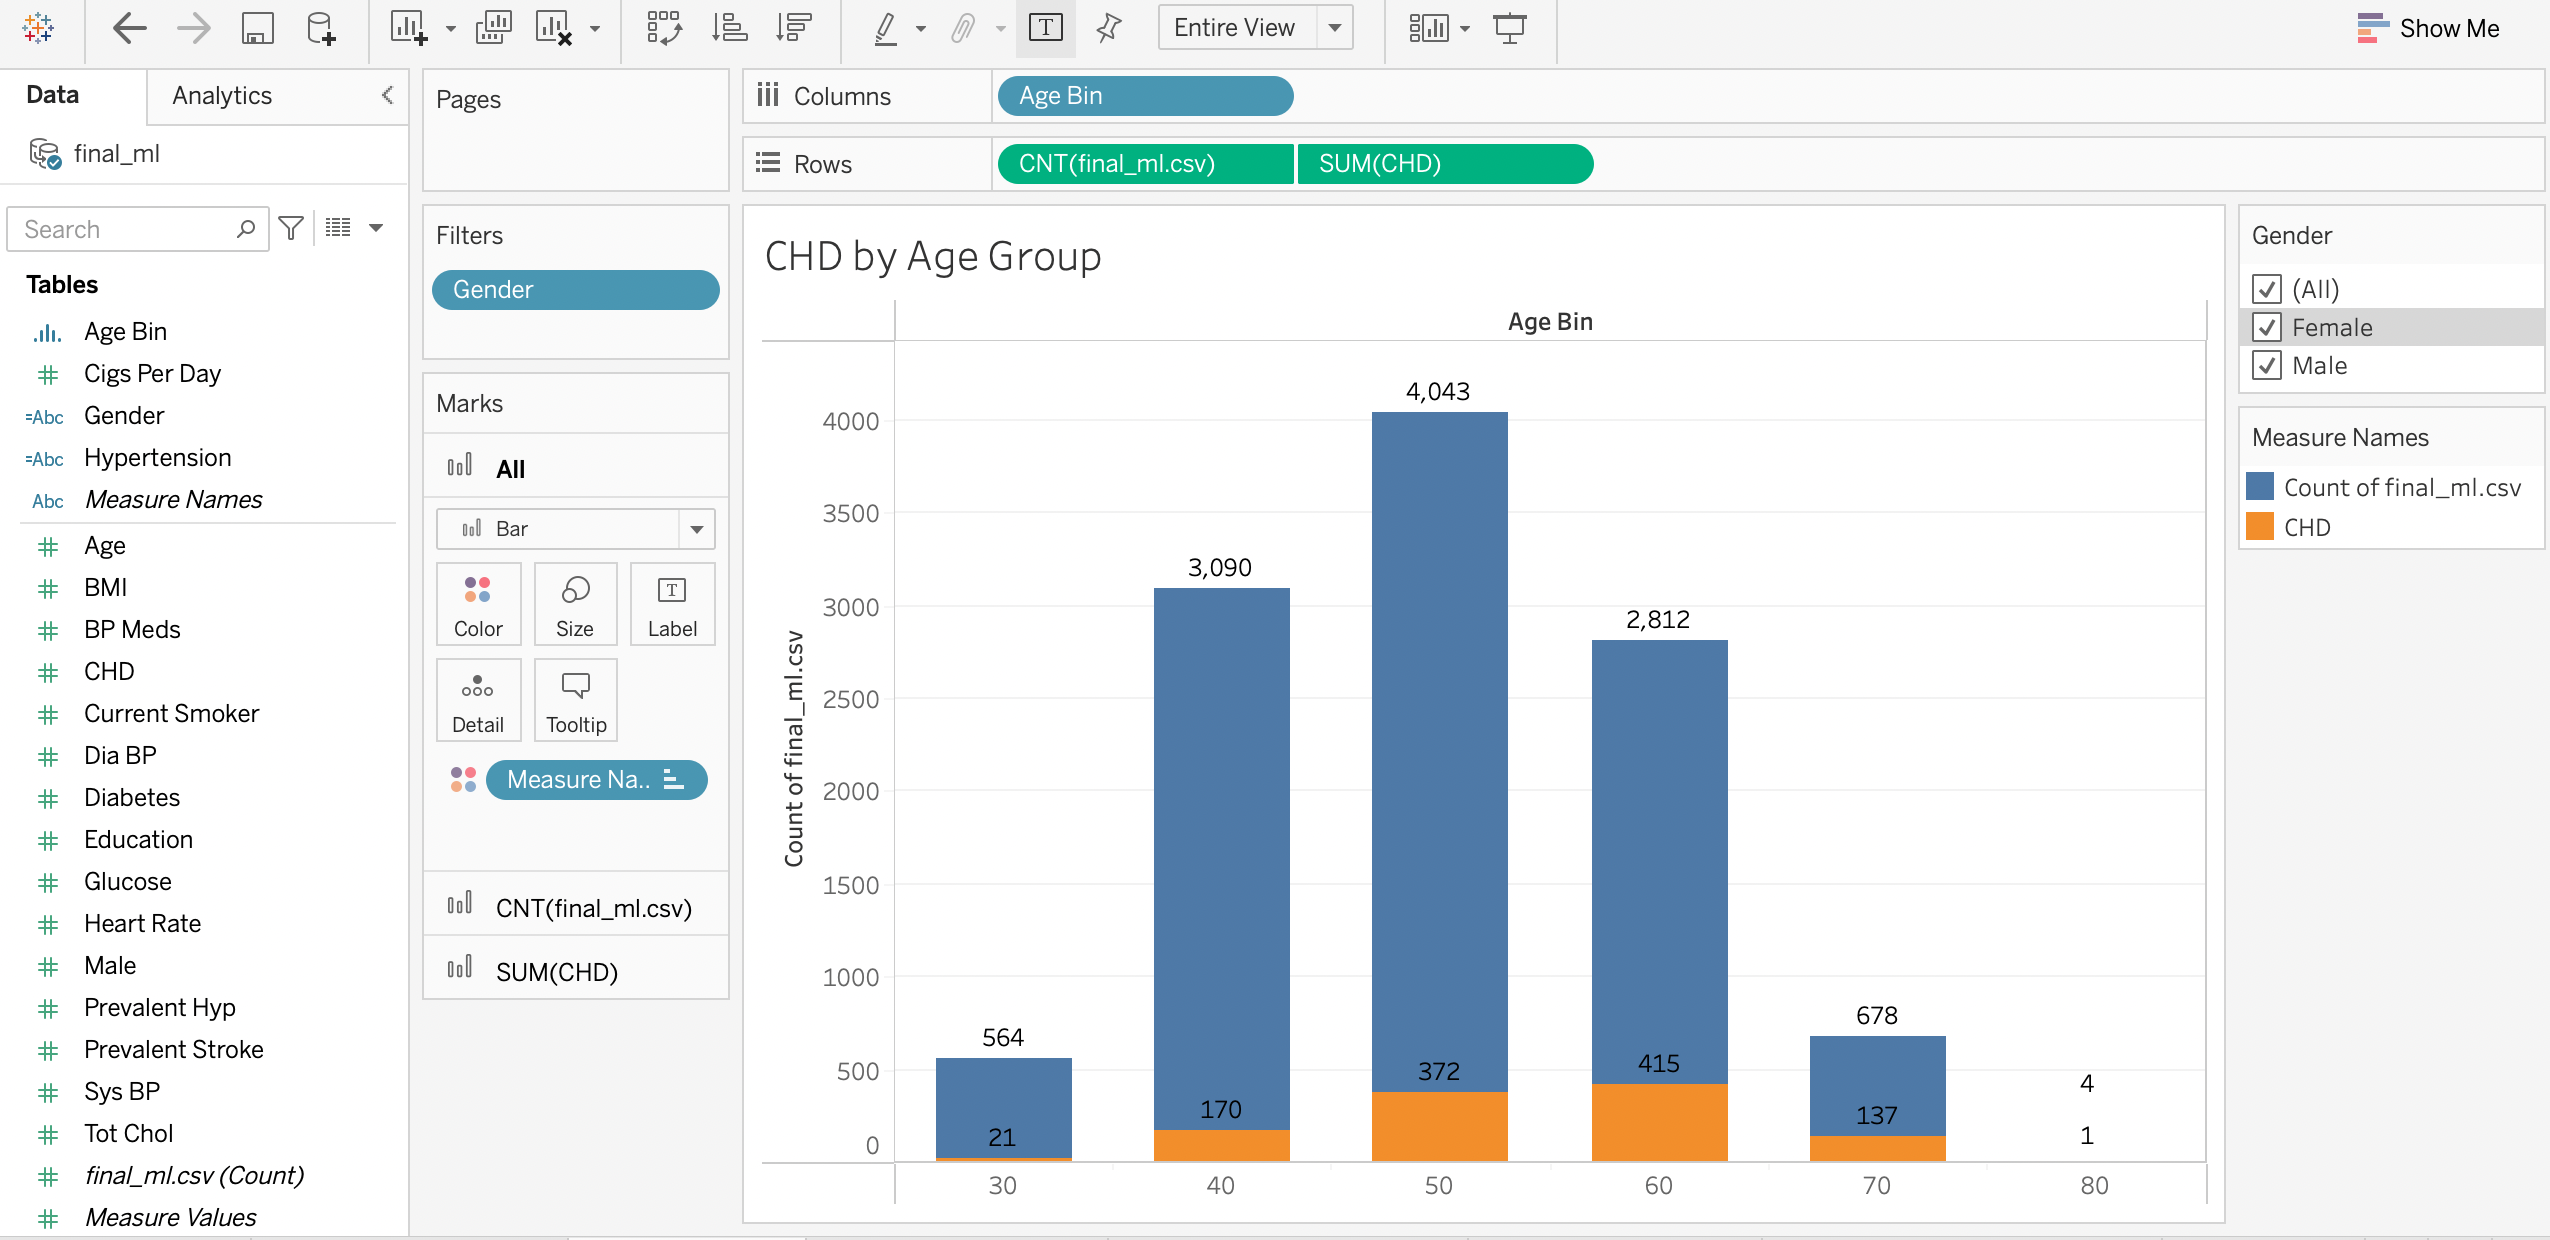 Entire View
Show Me
Data
Analytics
final_ml
Search
Tables
Age Bin
Cigs Per Day
=Abc Gender
=Abc Hypertension
Abc Measure Names
Age
BMI
BP Meds
CHD
Current Smoker
Dia BP
Diabetes
Education
Glucose
Heart Rate
Male
Prevalent Hyp
Prevalent Stroke
Sys BP
Tot Chol
final_ml.csv (Count)
Measure Values
Pages
Filters
Gender
Marks
All
Bar
Color
Size
T
Label
Detail
Tooltip
Measure Na..
CNT(final_ml.csv)
SUM(CHD)
Columns
Age Bin
Rows
CNT(final_ml.csv)
SUM(CHD)
CHD by Age Group
Age Bin
Count of final_ml.csv
4000
3500
3000
2500
2000
1500
1000
500
0
564
21
3,090
170
4,043
372
2,812
415
678
137
4
1
30
40
50
60
70
80
Gender
(All)
Female
Male
Measure Names
Count of final_ml.csv
CHD